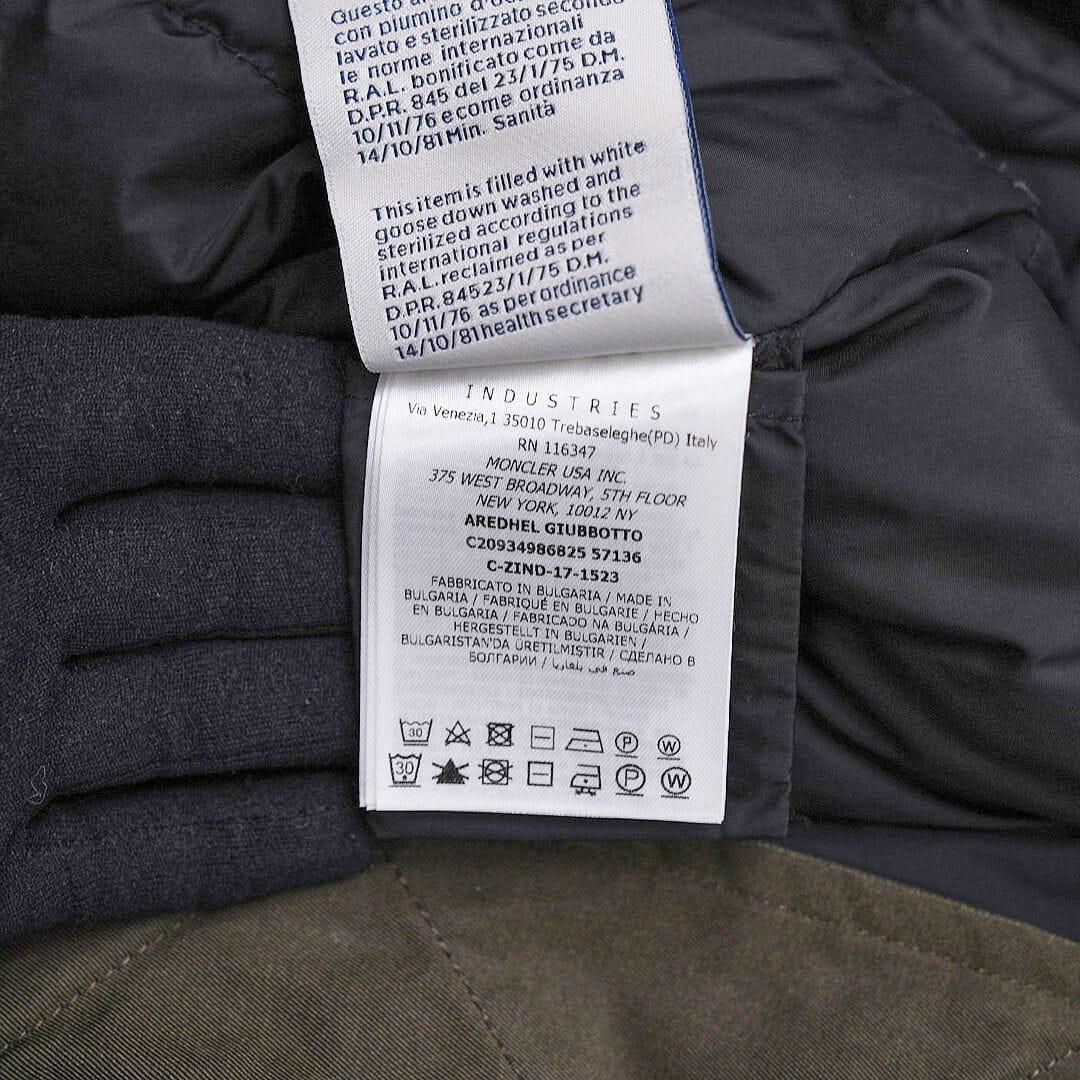 Questo
con piumino d'oca
lavato e sterilizzato secondo
le norme internazionali
R.A.L. bonificato come da
D.P.R. 845 del 23/1/75 D.M.
10/11/76 e come ordinanza
14/10/81 Min. Sanità
This item is filled with white
goose down washed and
sterilized according to the
international regulations
R.A.L. reclaimed as per
D.P.R. 84523/1/75 D.M.
10/11/76 as per ordinance
14/10/81 health secretary
INDUSTRIES
Via Venezia,1 35010 Trebaseleghe(PD) Italy
RN 116347
MONCLER USA INC.
375 WEST BROADWAY, 5TH FLOOR
NEW YORK, 10012 NY
AREDHEL GIUBBOTTO
C20934986825 57136
C-ZIND-17-1523
FABBRICATO IN BULGARIA / MADE IN
BULGARIA / FABRIQUÉ EN BULGARIE / HECHO
EN BULGARIA / FABRICADO NA BULGÁRIA /
HERGESTELLT IN BULGARIEN /
BULGARISTAN'DA ÜRETILMIŞTIR / СДЕЛАНО В
БОЛГАРИИ / صنع في بلغاريا
30 P W
30 P W